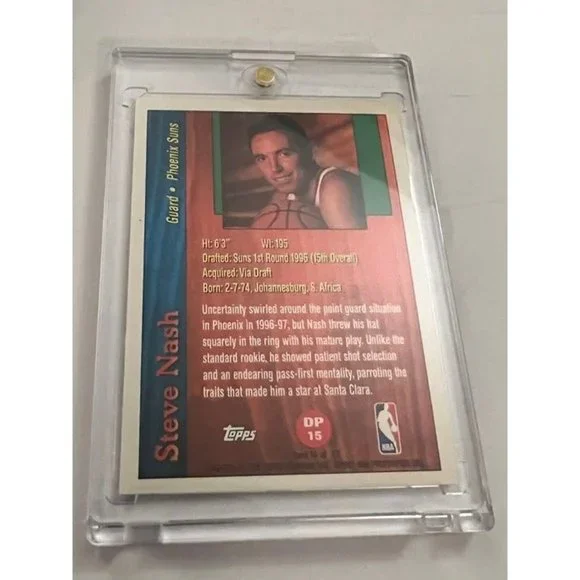 Steve Nash
Guard • Phoenix Suns
Ht: 6'3" Wt: 195
Drafted: Suns 1st Round 1996 (15th Overall)
Acquired: Via Draft
Born: 2-7-74, Johannesburg, S. Africa
Uncertainty swirled around the point guard situation
in Phoenix in 1996-97, but Nash threw his hat
squarely in the ring with his mature play. Unlike the
standard rookie, he showed patient shot selection
and an endearing pass-first mentality, parroting the
traits that made him a star at Santa Clara.
Topps
DP
15
NBA